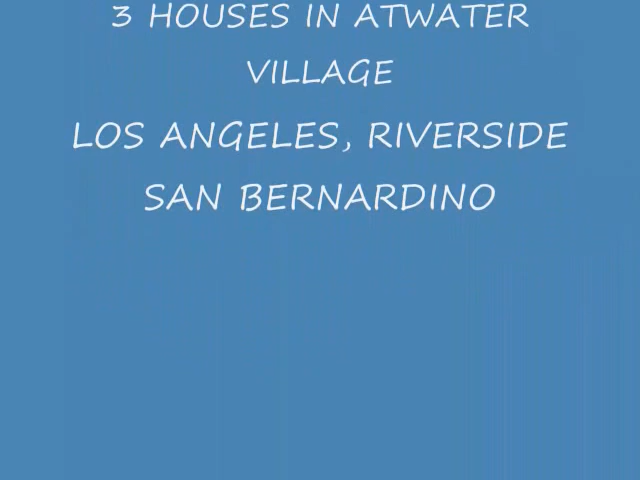 3 HOUSES IN ATWATER
VILLAGE
LOS ANGELES, RIVERSIDE
SAN BERNARDINO